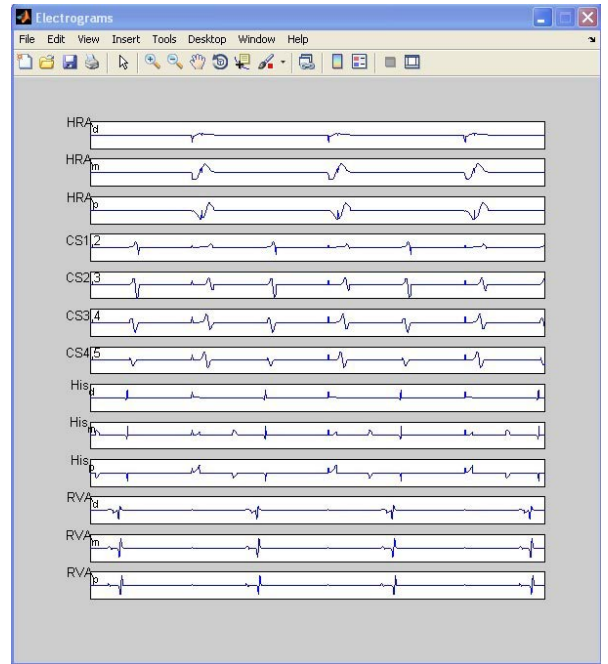 Electrograms
File Edit View Insert Tools Desktop Window Help
HRA d
HRA m
HRA p
CS1,2
CS2,3
CS3,4
CS4,5
His d
His m
His p
RVA d
RVA m
RVA p